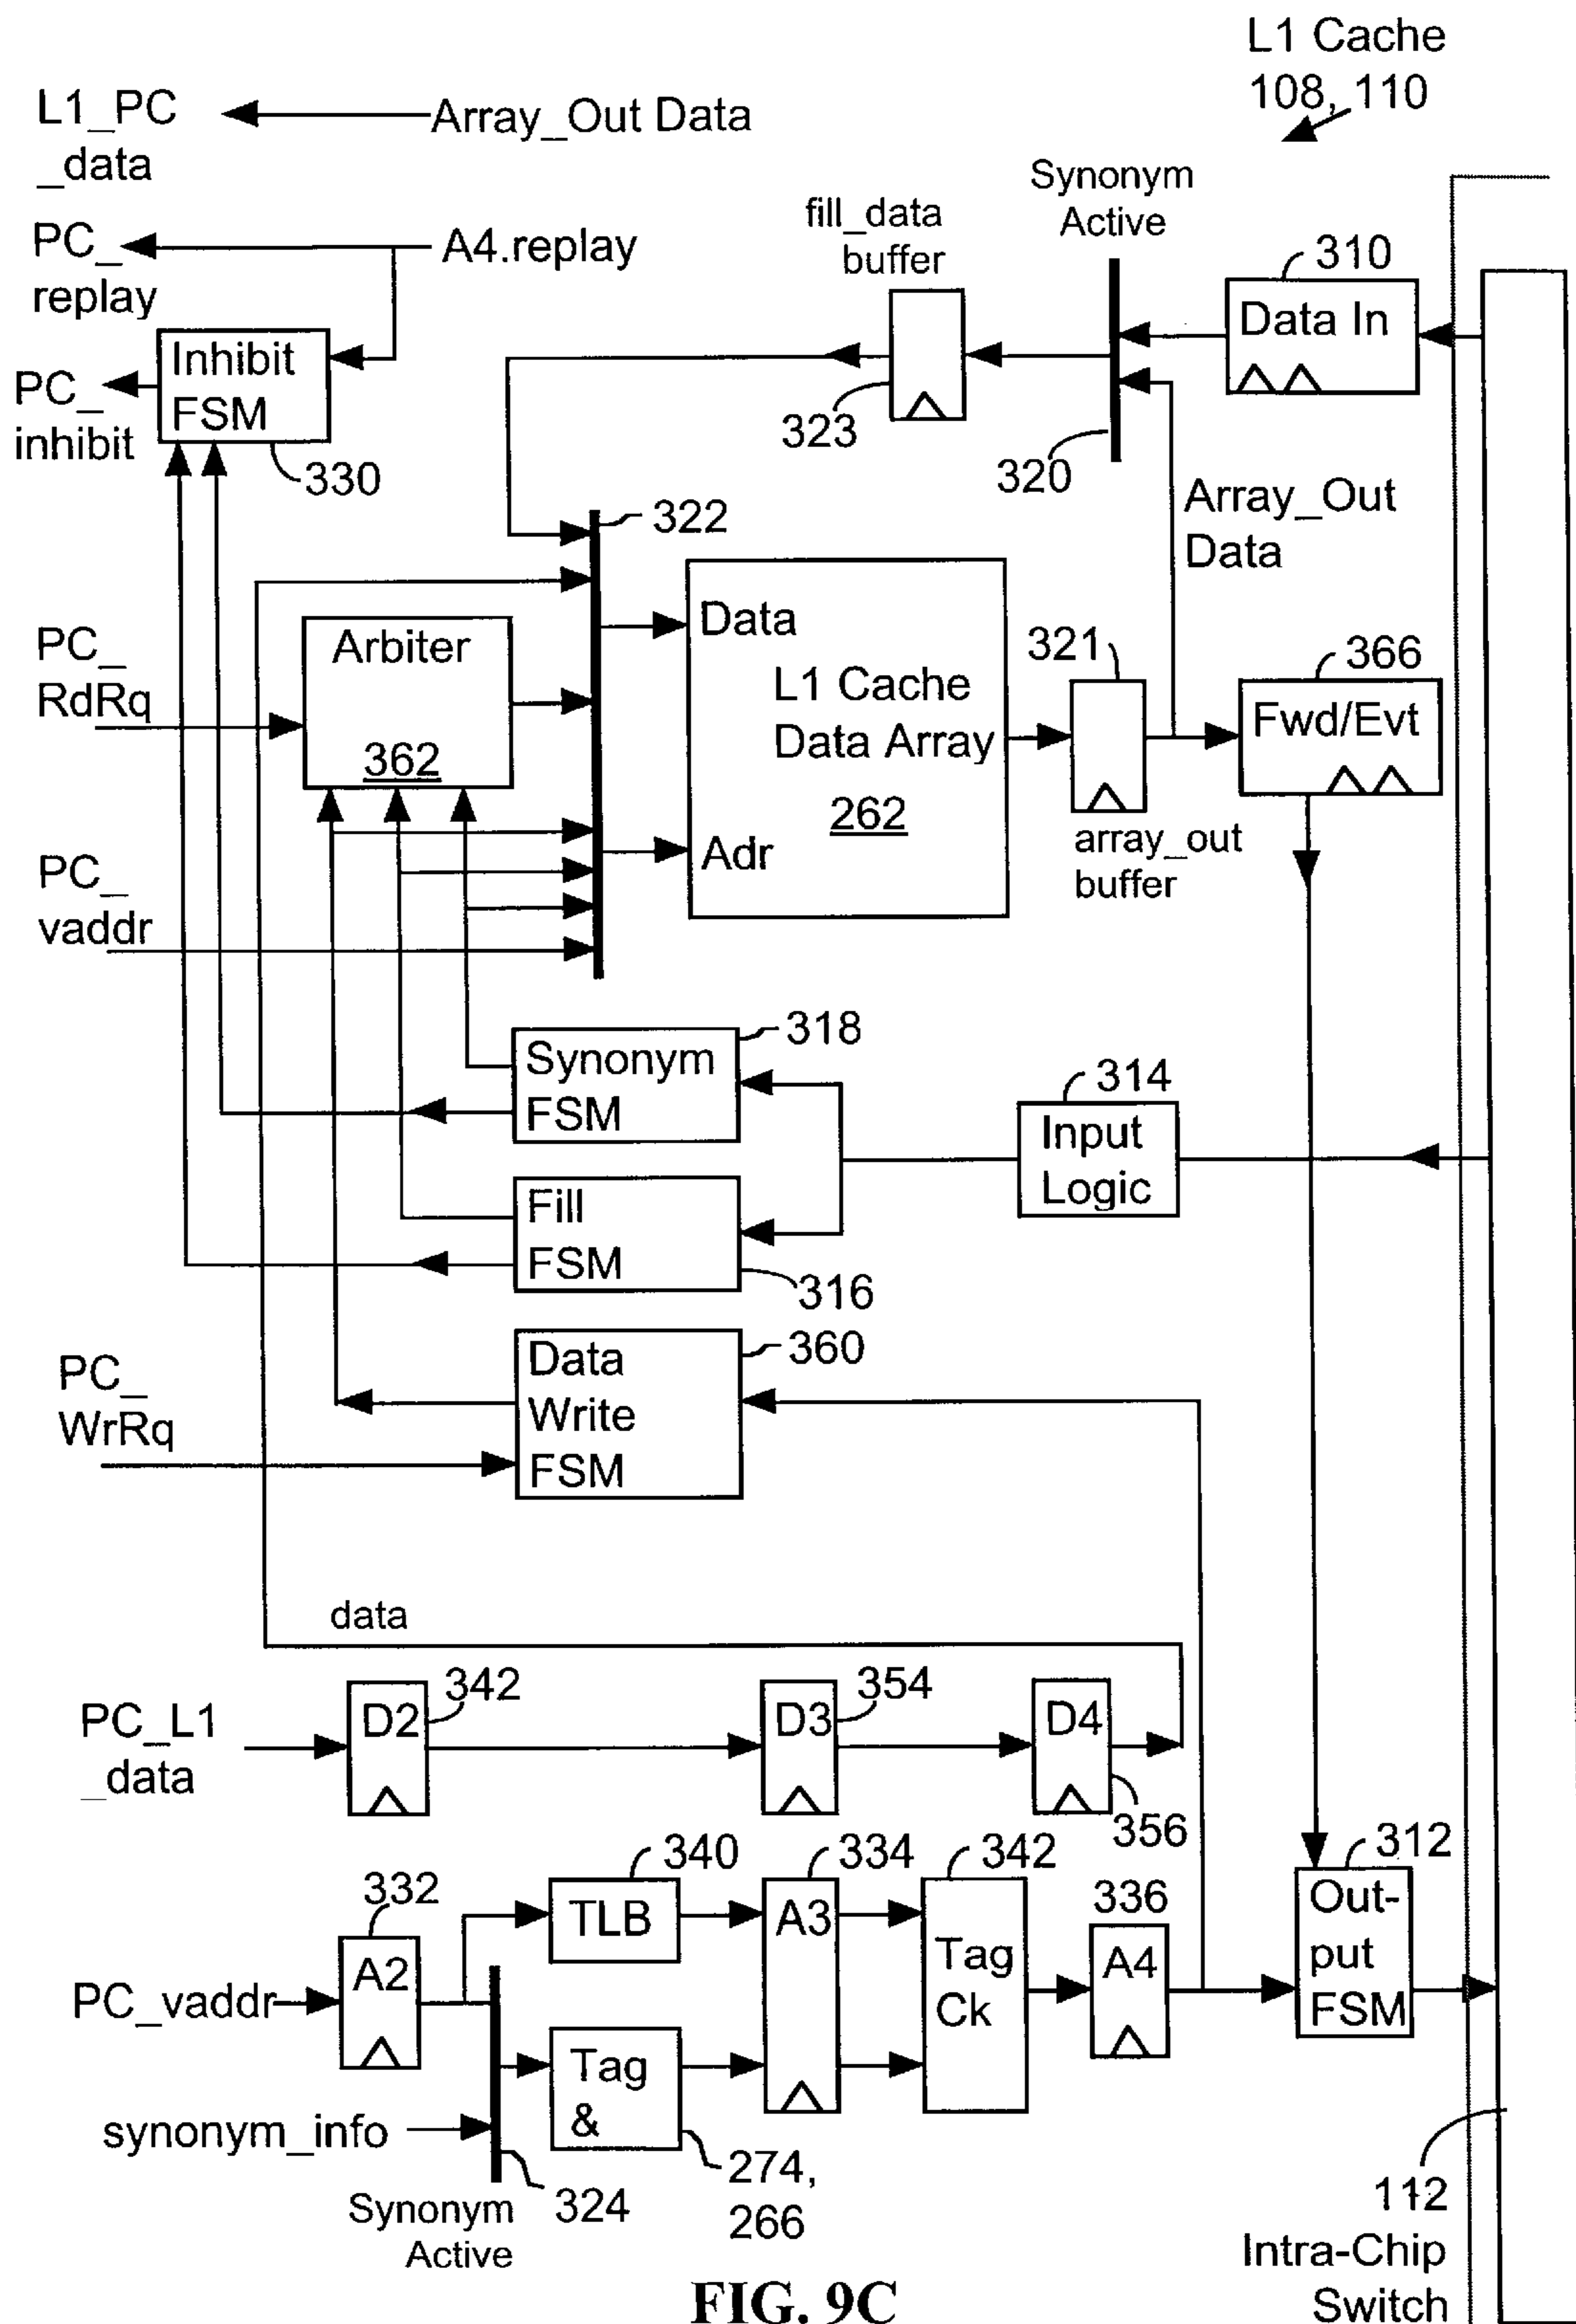 L1 Cache
108, 110
L1_PC
_data
Array_Out Data
Synonym
Active
fill_data
buffer
PC_
replay
A4.replay
310
Data In
Inhibit
FSM
PC_
inhibit
330
323
320
Array_Out
Data
322
PC_
RdRq
Arbiter
362
Data
L1 Cache
Data Array
262
Adr
321
366
Fwd/Evt
array_out
buffer
PC_
vaddr
318
Synonym
FSM
314
Input
Logic
Fill
FSM
316
360
Data
Write
FSM
PC_
WrRq
data
342
354
PC_L1
_data
D2
D3
D4
356
340
334
342
312
332
TLB
A3
336
Out-
put
FSM
A2
Tag
Ck
A4
PC_vaddr
Tag
&
synonym_info
274,
266
324
Synonym
Active
112
Intra-Chip
Switch
FIG. 9C